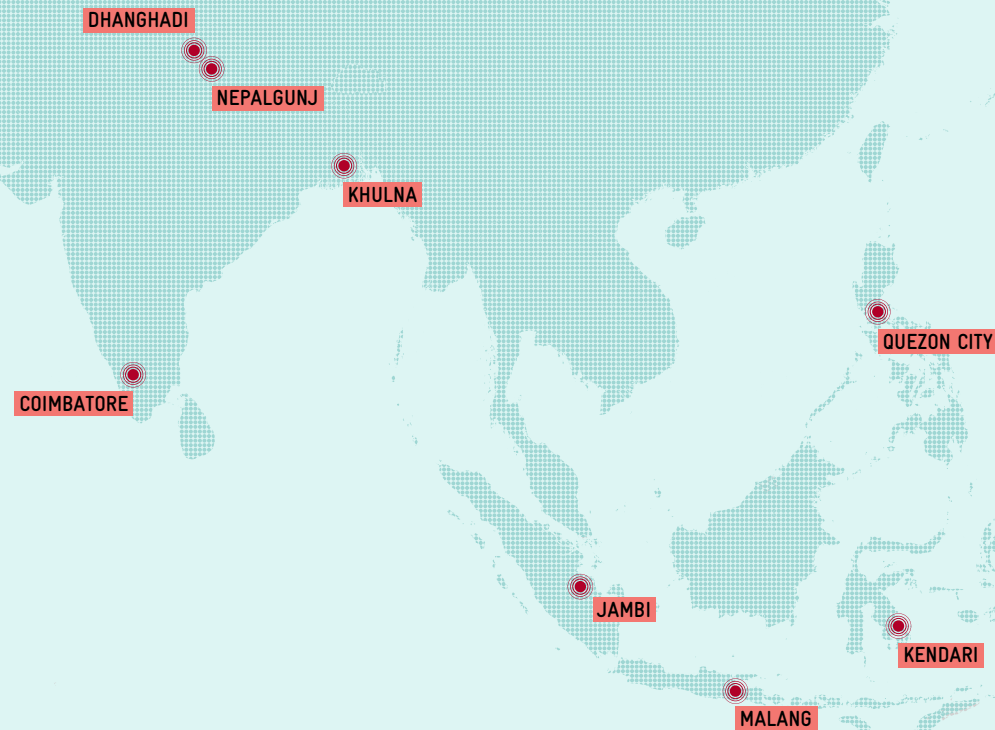 DHANGHADI
NEPALGUNJ
KHULNA
QUEZON CITY
COIMBATORE
JAMBI
KENDARI
MALANG